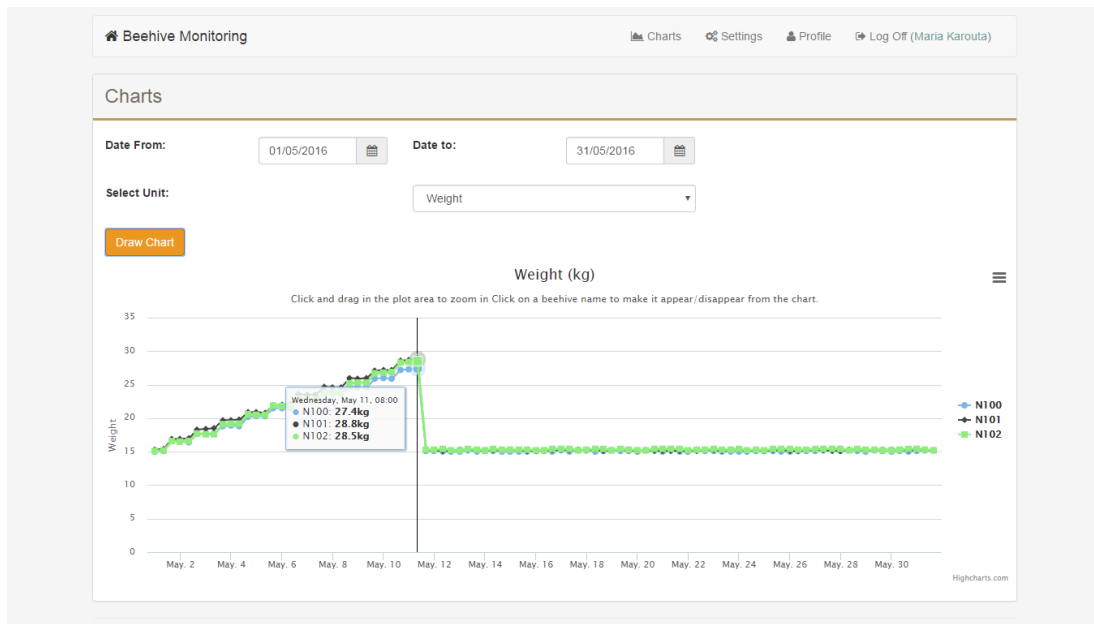 Beehive Monitoring
Charts Settings Profile Log Off (Maria Karouta)
Charts
Date From: 01/05/2016 Date to: 31/05/2016
Select Unit: Weight
Draw Chart
Weight (kg)
Click and drag in the plot area to zoom in Click on a beehive name to make it appear/disappear from the chart.
35
30
25
20
15
10
5
0
Weight
Wednesday, May 11, 08:00
N100: 27.4kg
N101: 28.8kg
N102: 28.5kg
N100
N101
N102
May. 2 May. 4 May. 6 May. 8 May. 10 May. 12 May. 14 May. 16 May. 18 May. 20 May. 22 May. 24 May. 26 May. 28 May. 30
Highcharts.com